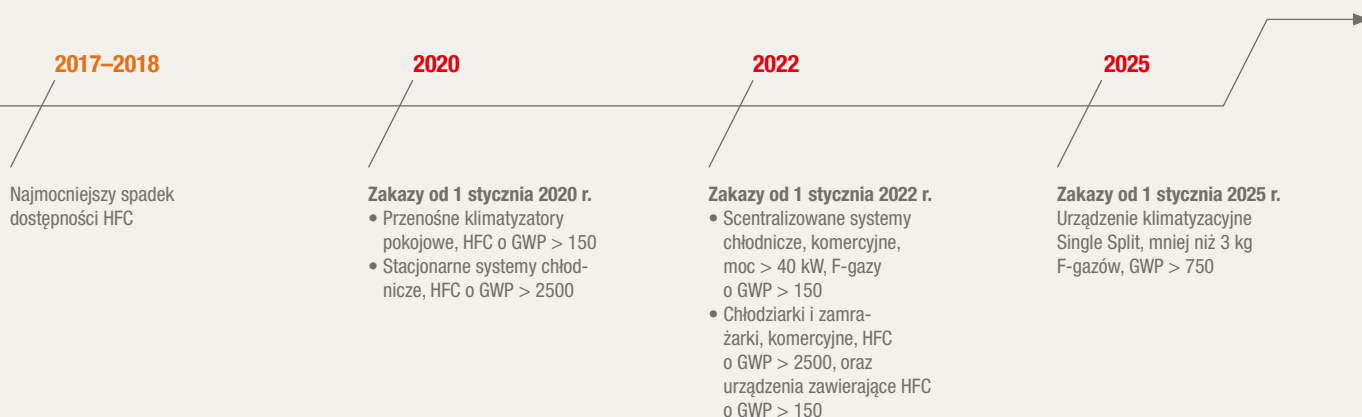 2017–2018
Najmocniejszy spadek
dostępności HFC
2020
Zakazy od 1 stycznia 2020 r.
• Przenośne klimatyzatory
pokojowe, HFC o GWP > 150
• Stacjonarne systemy chłod-
nicze, HFC o GWP > 2500
2022
Zakazy od 1 stycznia 2022 r.
• Scentralizowane systemy
chłodnicze, komercyjne,
moc > 40 kW, F-gazy
o GWP > 150
• Chłodziarki i zamra-
żarki, komercyjne, HFC
o GWP > 2500, oraz
urządzenia zawierające HFC
o GWP > 150
2025
Zakazy od 1 stycznia 2025 r.
Urządzenie klimatyzacyjne
Single Split, mniej niż 3 kg
F-gazów, GWP > 750